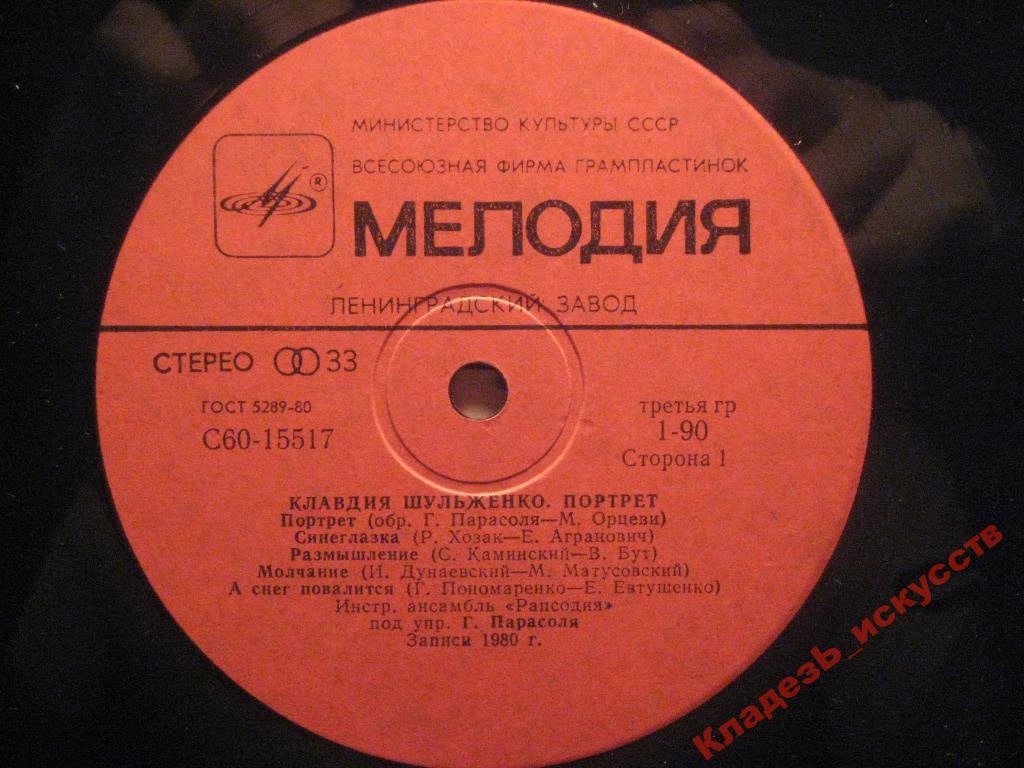 МИНИСТЕРСТВО КУЛЬТУРЫ СССР
ВСЕСОЮЗНАЯ ФИРМА ГРАМПЛАСТИНОК
®
МЕЛОДИЯ
ЛЕНИНГРАДСКИЙ ЗАВОД
СТЕРЕО 33
ГОСТ 5289-80
С60-15517
третья гр
1-90
Сторона 1
КЛАВДИЯ ШУЛЬЖЕНКО. ПОРТРЕТ
Портрет (обр. Г. Парасоля—М. Орцеви)
Синеглазка (Р. Хозак—Е. Агранович)
Размышление (С. Каминский—В. Бут)
Молчание (И. Дунаевский—М. Матусовский)
А снег повалится (Г. Пономаренко—Е. Евтушенко)
Инстр. ансамбль «Рапсодия»
под упр. Г. Парасоля
Записи 1980 г.
Кладезь_искусств